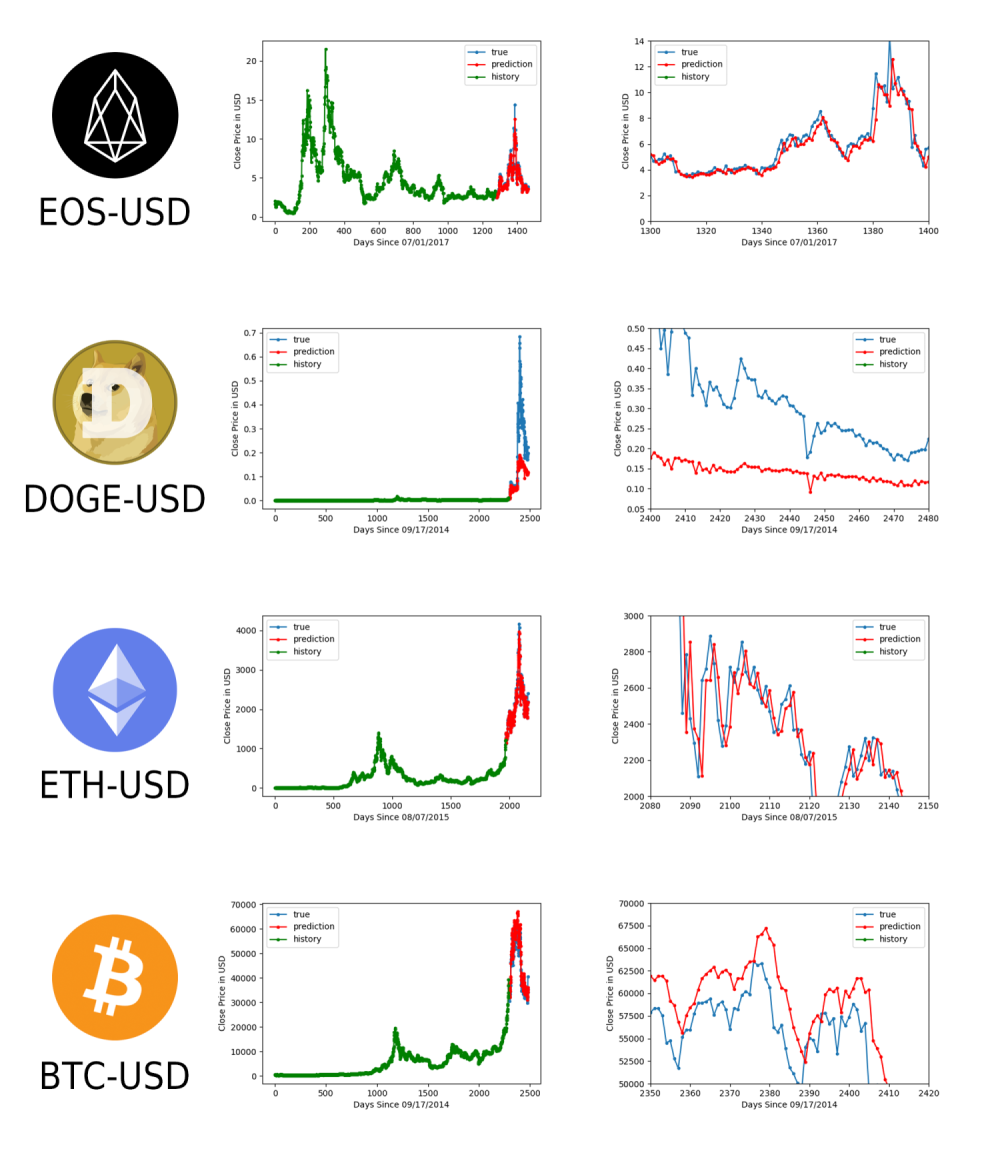 EOS-USD
true
prediction
history
Close Price in USD
20
15
10
5
0
0 200 400 600 800 1000 1200 1400
Days Since 07/01/2017
true
prediction
history
Close Price in USD
14
12
10
8
6
4
2
0
1300 1320 1340 1360 1380 1400
Days Since 07/01/2017
D
DOGE-USD
true
prediction
history
Close Price in USD
0.7
0.6
0.5
0.4
0.3
0.2
0.1
0.0
0 500 1000 1500 2000 2500
Days Since 09/17/2014
true
prediction
history
Close Price in USD
0.50
0.45
0.40
0.35
0.30
0.25
0.20
0.15
0.10
0.05
2400 2410 2420 2430 2440 2450 2460 2470 2480
Days Since 09/17/2014
ETH-USD
true
prediction
history
Close Price in USD
4000
3000
2000
1000
0
0 500 1000 1500 2000
Days Since 08/07/2015
true
prediction
history
Close Price in USD
3000
2800
2600
2400
2200
2000
2080 2090 2100 2110 2120 2130 2140 2150
Days Since 08/07/2015
₿
BTC-USD
true
prediction
history
Close Price in USD
70000
60000
50000
40000
30000
20000
10000
0
0 500 1000 1500 2000 2500
Days Since 09/17/2014
true
prediction
history
Close Price in USD
70000
67500
65000
62500
60000
57500
55000
52500
50000
2350 2360 2370 2380 2390 2400 2410 2420
Days Since 09/17/2014